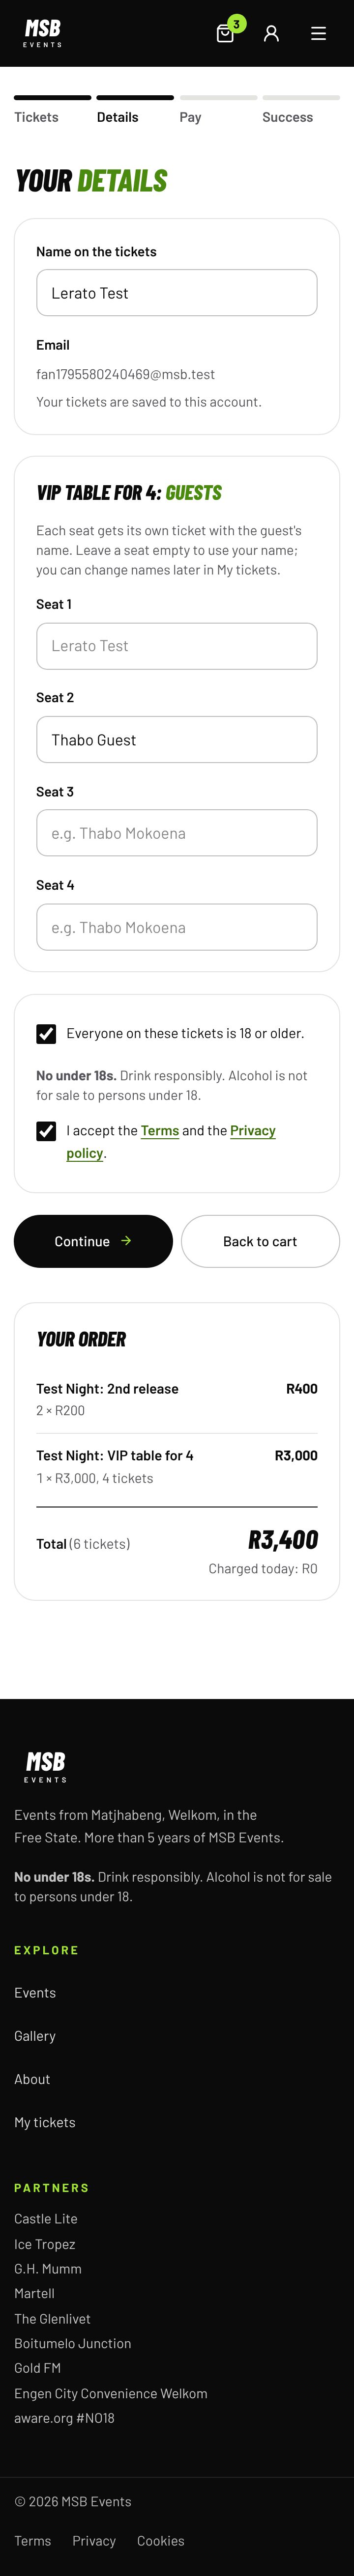 MSB
EVENTS
3
Tickets
Details
Pay
Success
YOUR DETAILS
Name on the tickets
Lerato Test
Email
fan1795580240469@msb.test
Your tickets are saved to this account.
VIP TABLE FOR 4: GUESTS
Each seat gets its own ticket with the guest's
name. Leave a seat empty to use your name;
you can change names later in My tickets.
Seat 1
Lerato Test
Seat 2
Thabo Guest
Seat 3
e.g. Thabo Mokoena
Seat 4
e.g. Thabo Mokoena
Everyone on these tickets is 18 or older.
No under 18s. Drink responsibly. Alcohol is not
for sale to persons under 18.
I accept the Terms and the Privacy
policy.
Continue →
Back to cart
YOUR ORDER
Test Night: 2nd release R400
2 × R200
Test Night: VIP table for 4 R3,000
1 × R3,000, 4 tickets
Total (6 tickets) R3,400
Charged today: R0
MSB
EVENTS
Events from Matjhabeng, Welkom, in the
Free State. More than 5 years of MSB Events.
No under 18s. Drink responsibly. Alcohol is not for sale
to persons under 18.
EXPLORE
Events
Gallery
About
My tickets
PARTNERS
Castle Lite
Ice Tropez
G.H. Mumm
Martell
The Glenlivet
Boitumelo Junction
Gold FM
Engen City Convenience Welkom
aware.org #NO18
© 2026 MSB Events
Terms Privacy Cookies